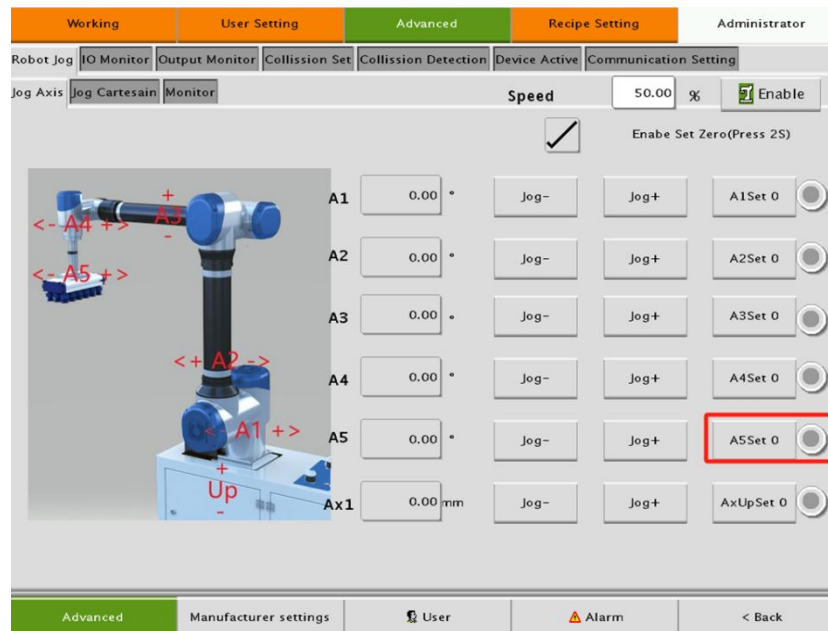 Working User Setting Advanced Recipe Setting Administrator
Robot Jog IO Monitor Output Monitor Collission Set Collission Detection Device Active Communication Setting
Jog Axis Jog Cartesain Monitor Speed 50.00 % Enable
Enabe Set Zero(Press 2S)
A1 0.00 ° Jog- Jog+ A1Set 0
A2 0.00 ° Jog- Jog+ A2Set 0
A3 0.00 ° Jog- Jog+ A3Set 0
A4 0.00 ° Jog- Jog+ A4Set 0
A5 0.00 ° Jog- Jog+ A5Set 0
Ax1 0.00 mm Jog- Jog+ AxUpSet 0
+
A3
-
<- A4 +>
<- A5 +>
<+ A2 ->
<- A1 +>
+
Up
-
Advanced Manufacturer settings User Alarm < Back